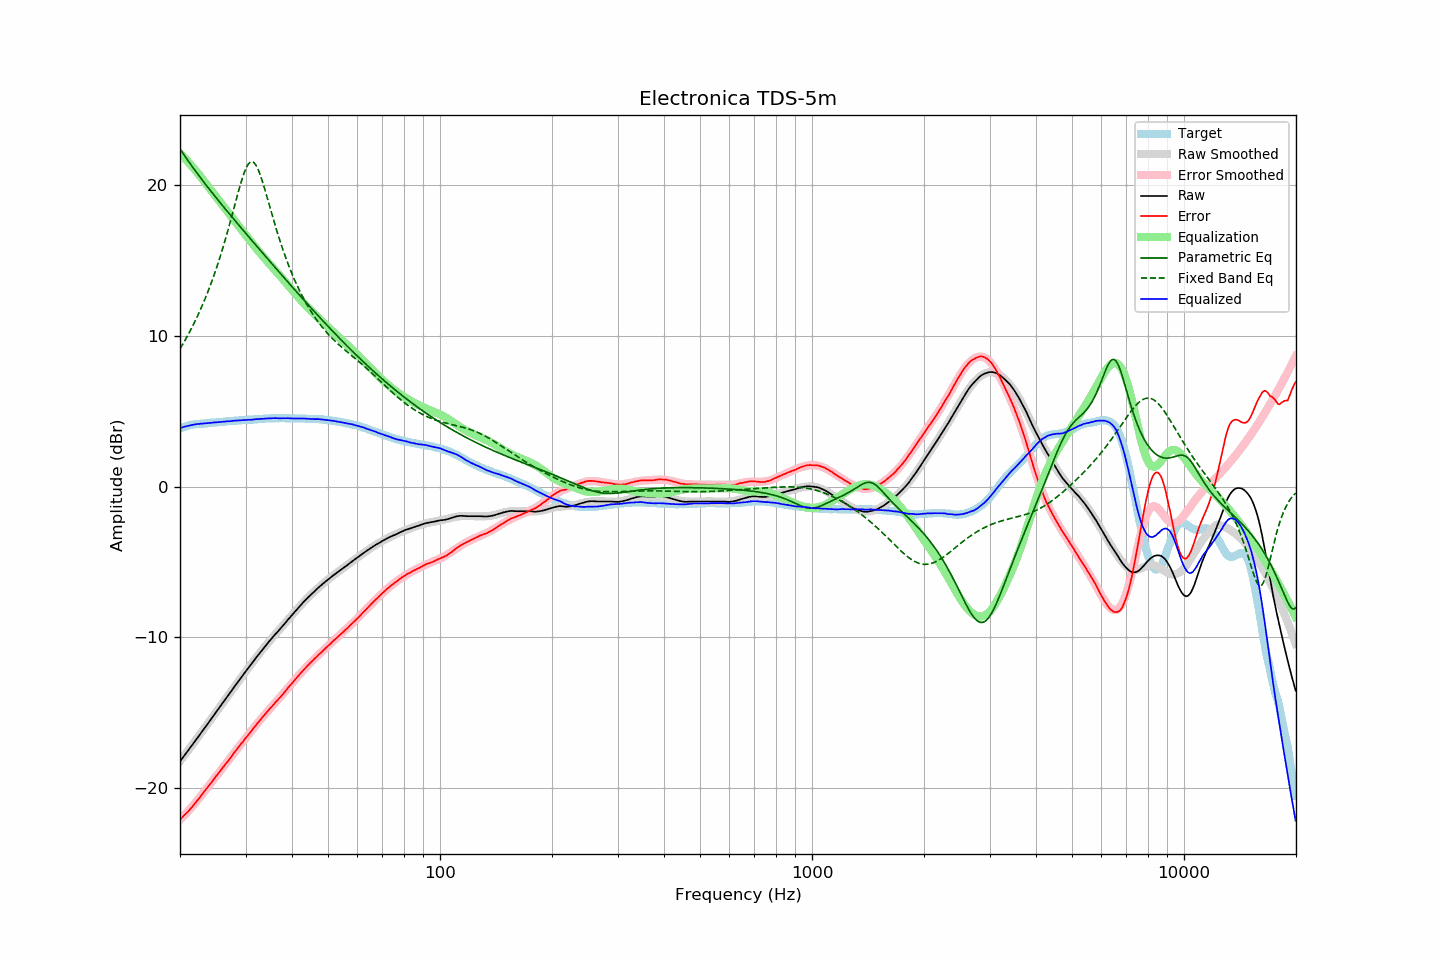 Electronica TDS-5m
Target
Raw Smoothed
Error Smoothed
Raw
Error
Equalization
Parametric Eq
Fixed Band Eq
Equalized
20
10
0
−10
−20
Amplitude (dBr)
100
1000
10000
Frequency (Hz)